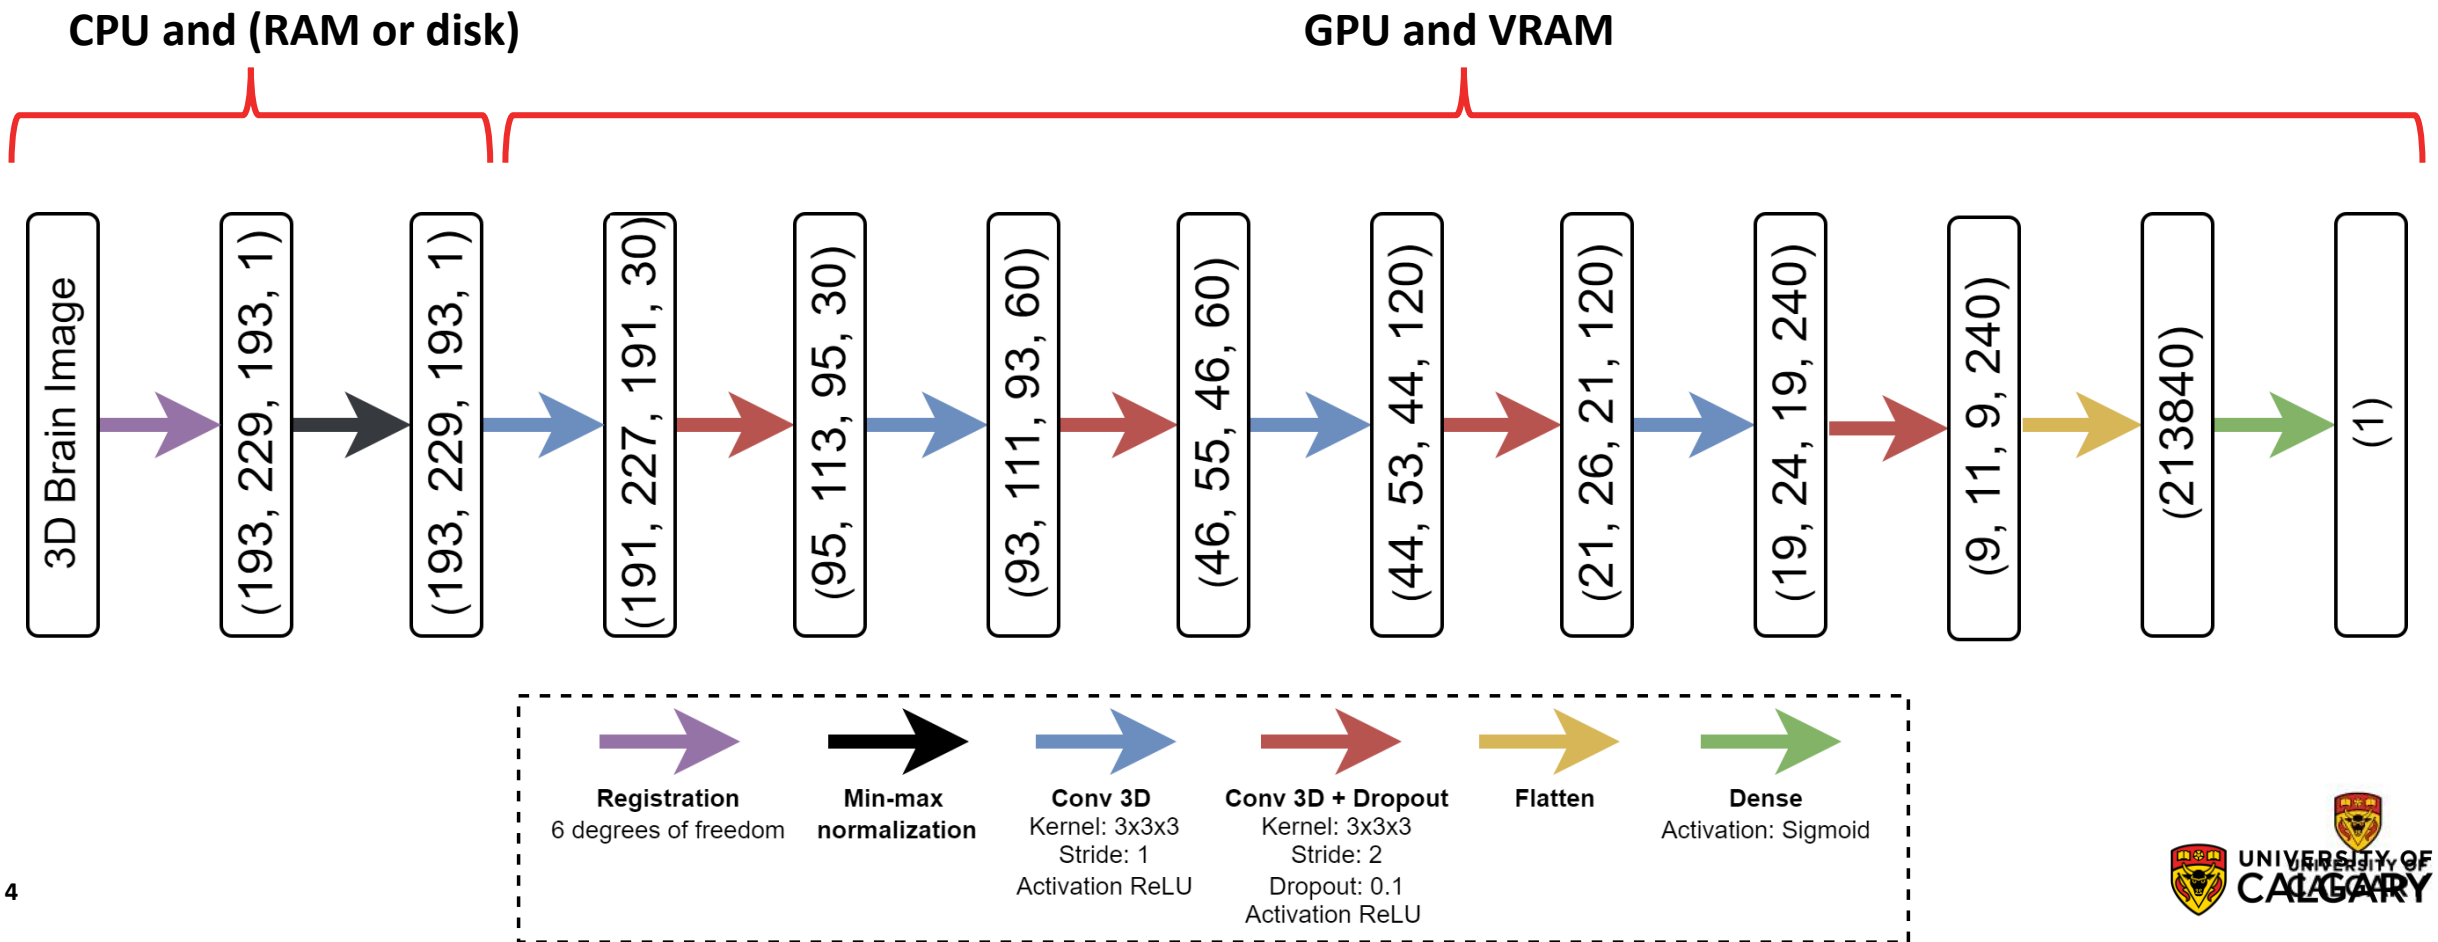 CPU and (RAM or disk)
GPU and VRAM
3D Brain Image
(193, 229, 193, 1)
(193, 229, 193, 1)
(191, 227, 191, 30)
(95, 113, 95, 30)
(93, 111, 93, 60)
(46, 55, 46, 60)
(44, 53, 44, 120)
(21, 26, 21, 120)
(19, 24, 19, 240)
(9, 11, 9, 240)
(213840)
(1)
Registration
6 degrees of freedom
Min-max
normalization
Conv 3D
Kernel: 3x3x3
Stride: 1
Activation ReLU
Conv 3D + Dropout
Kernel: 3x3x3
Stride: 2
Dropout: 0.1
Activation ReLU
Flatten
Dense
Activation: Sigmoid
4
UNIVERSITY OF
CALGARY
UNIVERSITY OF
CALGARY